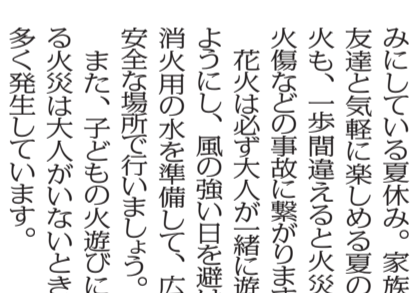 みにしている夏休み。家族
友達と気軽に楽しめる夏の
火も、一歩間違えると火災
火傷などの事故に繋がります
　花火は必ず大人が一緒に遊
ようにし、風の強い日を避け
消火用の水を準備して、広
安全な場所で行いましょう。
　また、子どもの火遊びに
る火災は大人がいないとき
多く発生しています。